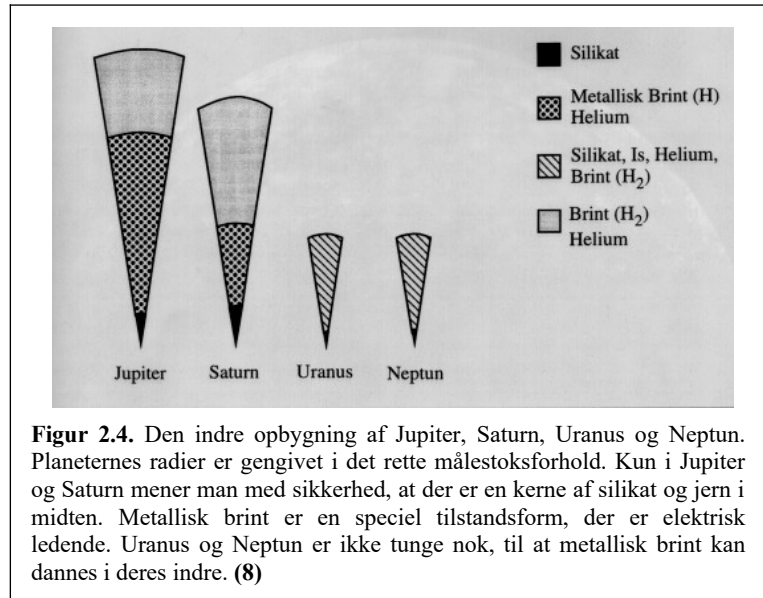 Silikat
Metallisk Brint (H)
Helium
Silikat, Is, Helium,
Brint (H₂)
Brint (H₂)
Helium
Jupiter
Saturn
Uranus
Neptun
Figur 2.4. Den indre opbygning af Jupiter, Saturn, Uranus og Neptun.
Planeternes radier er gengivet i det rette målestoksforhold. Kun i Jupiter
og Saturn mener man med sikkerhed, at der er en kerne af silikat og jern i
midten. Metallisk brint er en speciel tilstandsform, der er elektrisk
ledende. Uranus og Neptun er ikke tunge nok, til at metallisk brint kan
dannes i deres indre. (8)